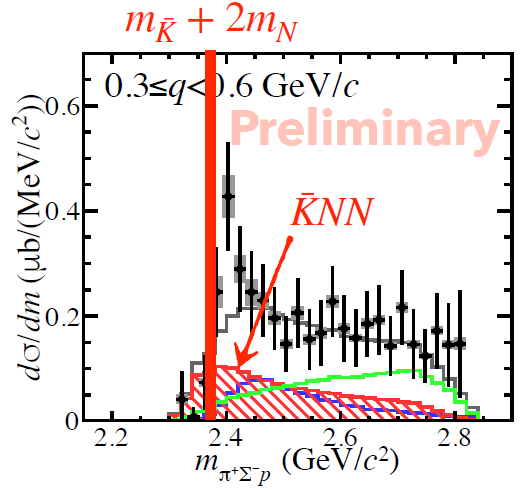 m_K̄ + 2m_N
0.3≤q<0.6 GeV/c
Preliminary
K̄NN
dσ/dm (μb/(MeV/c²))
0.6
0.4
0.2
0
2.2
2.4
2.6
2.8
m_π⁺Σ⁻p (GeV/c²)